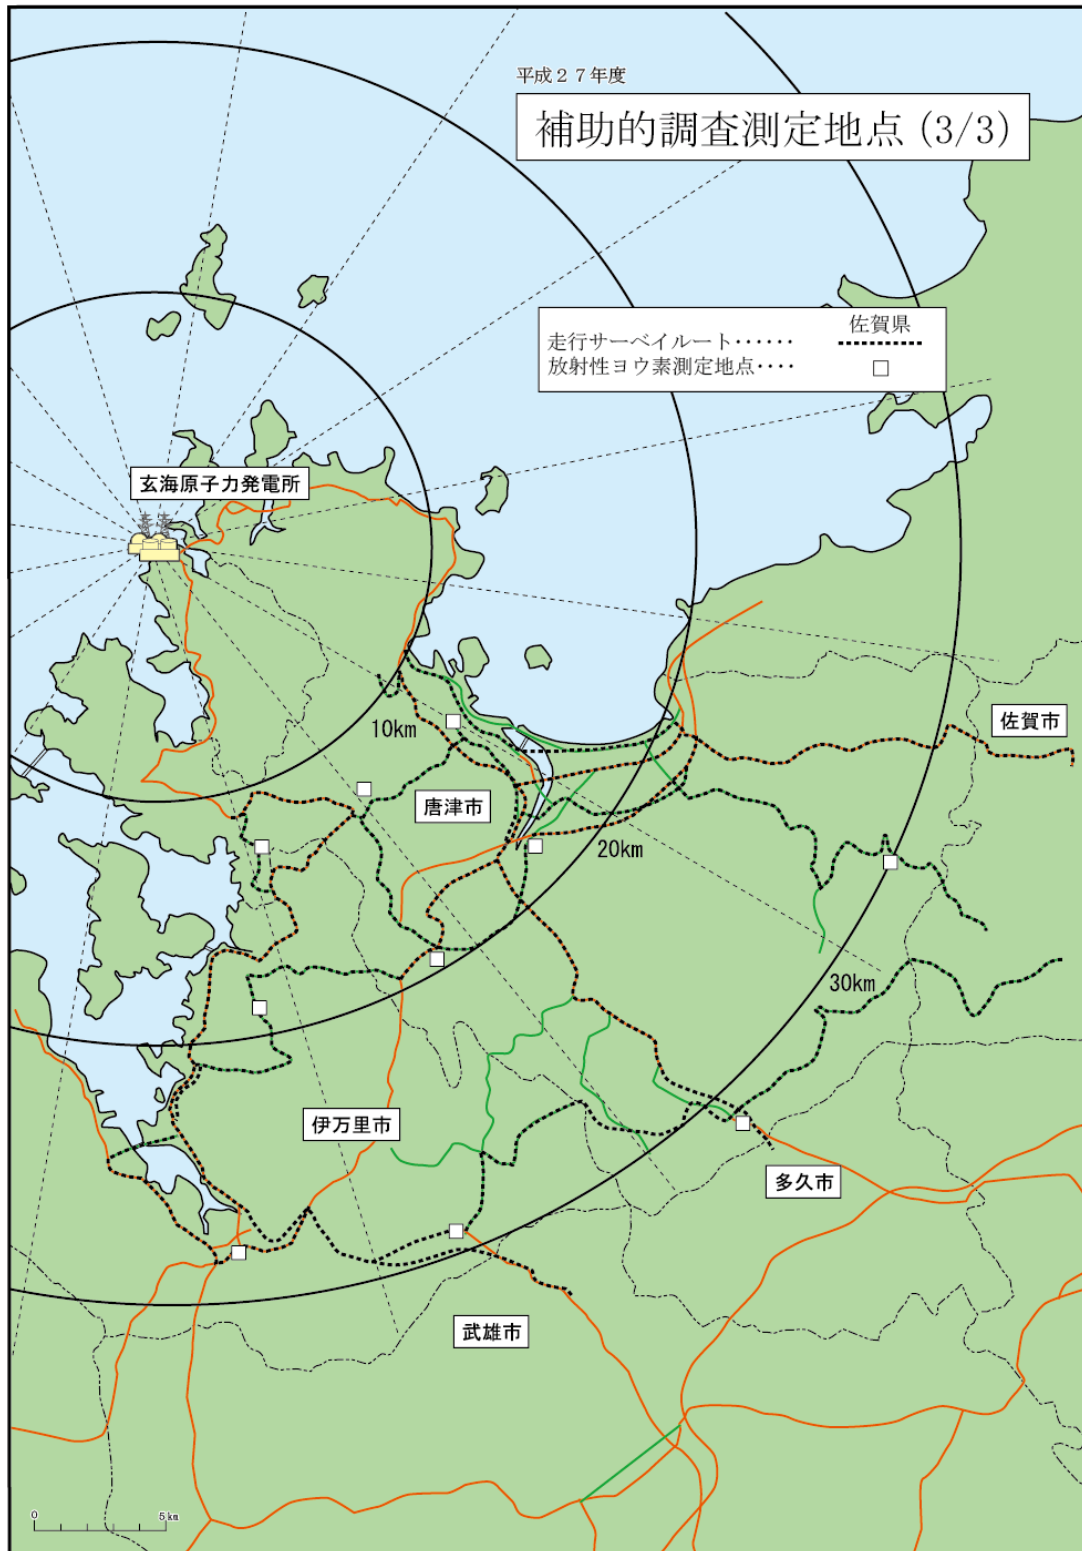 平成２７年度
補助的調査測定地点 (3/3)
佐賀県
走行サーベイルート‥‥‥
放射性ヨウ素測定地点‥‥
玄海原子力発電所
佐賀市
10km
唐津市
20km
30km
伊万里市
多久市
武雄市
0 5km